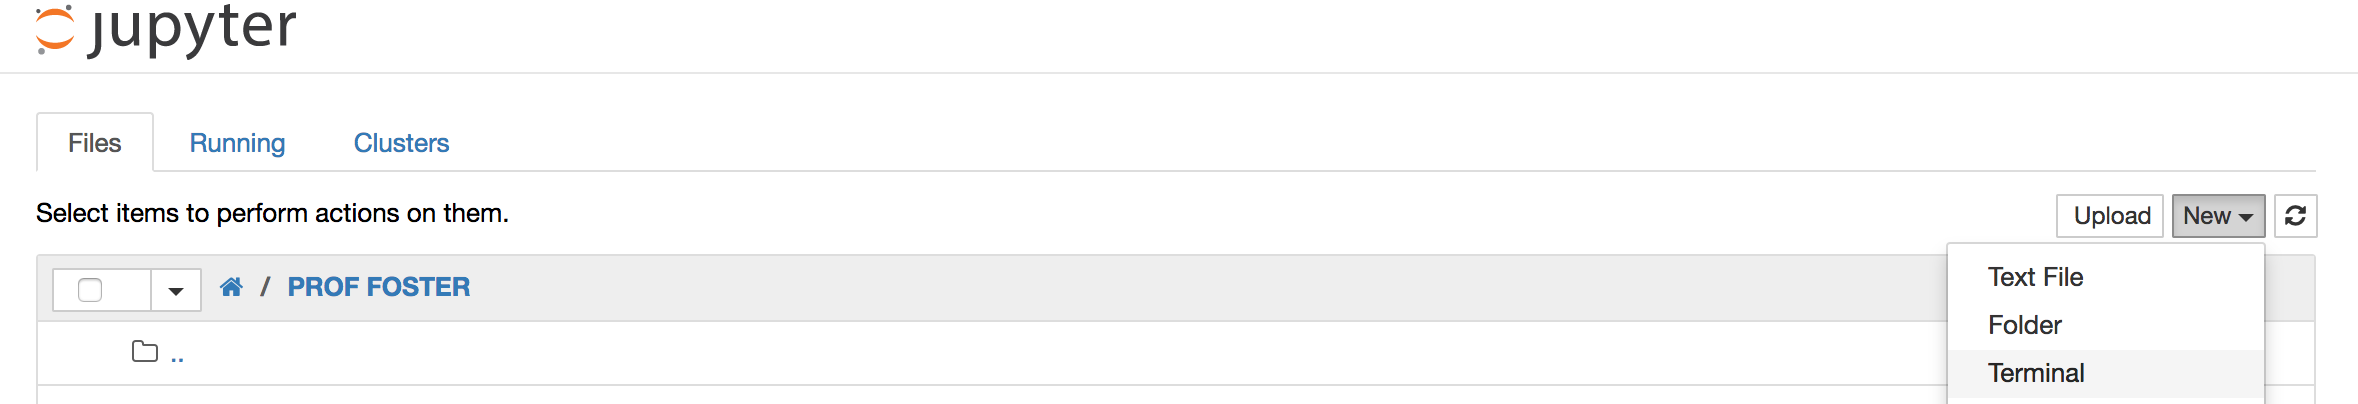 jupyter
Files Running Clusters
Select items to perform actions on them.
Upload New
/ PROF FOSTER
Text File
Folder
..
Terminal